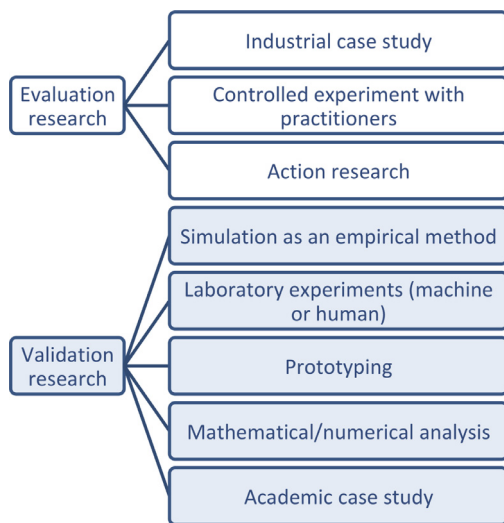 Evaluation
research
Industrial case study
Controlled experiment with
practitioners
Action research
Validation
research
Simulation as an empirical method
Laboratory experiments (machine
or human)
Prototyping
Mathematical/numerical analysis
Academic case study